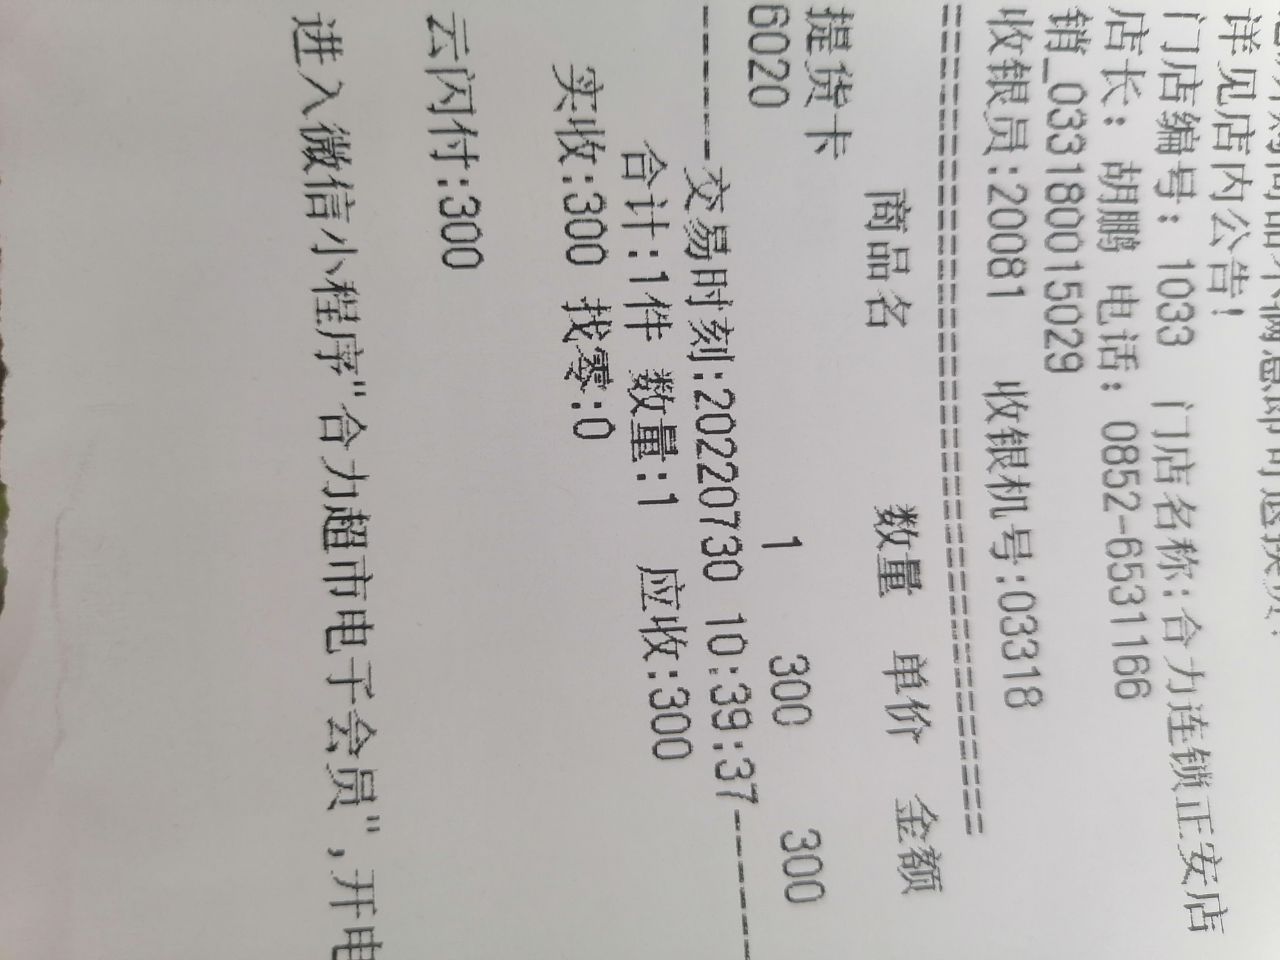 详见店内公告!
门店编号: 1033 门店名称:合力连锁正安店
店长: 胡鹏 电话: 0852-6531166
销_033180015029
收银员:20081 收银机号:03318
================================
商品名 数量 单价 金额
提货卡
6020 1 300 300
------交易时刻:20220730 10:39:37------
合计:1件 数量:1 应收:300
实收:300 找零:0
云闪付:300
进入微信小程序"合力超市电子会员",开电